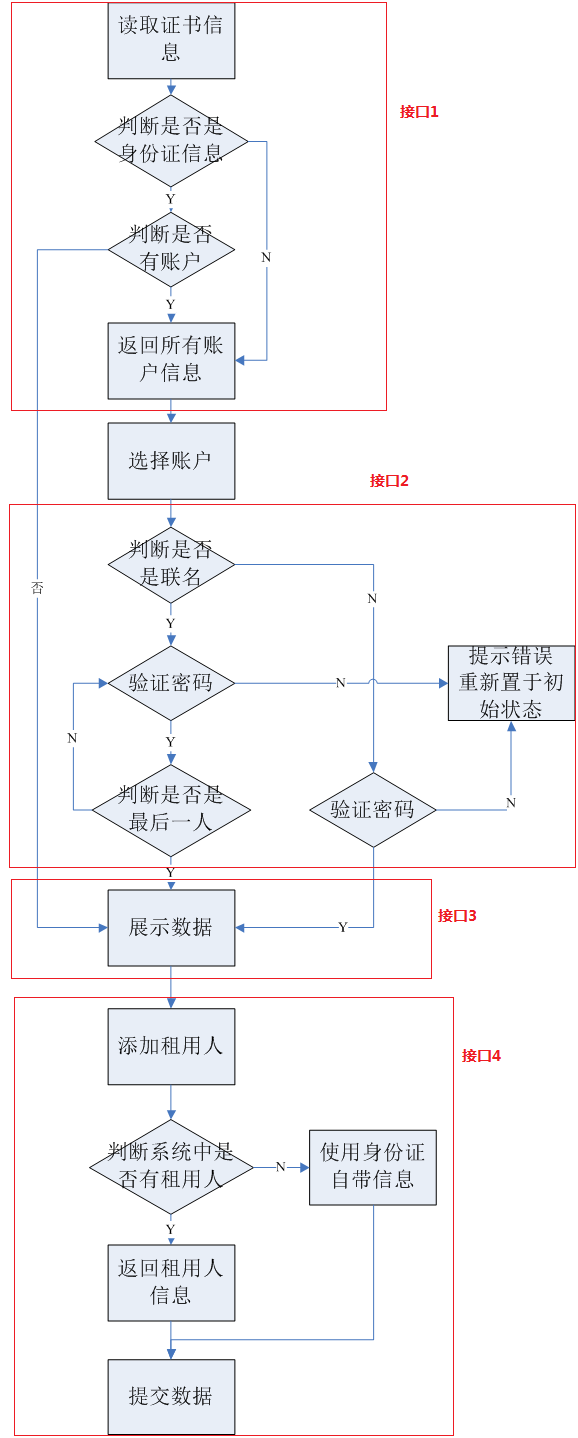 读取证书信
息
接口1
判断是否是
身份证信息
Y
判断是否
有账户
N
Y
返回所有账
户信息
选择账户
接口2
判断是否
是联名
否
N
Y
提示错误
重新置于初
始状态
验证密码
N
N
Y
判断是否是
最后一人
验证密码
N
Y
接口3
展示数据
Y
添加租用人
接口4
判断系统中是
否有租用人
N
使用身份证
自带信息
Y
返回租用人
信息
提交数据